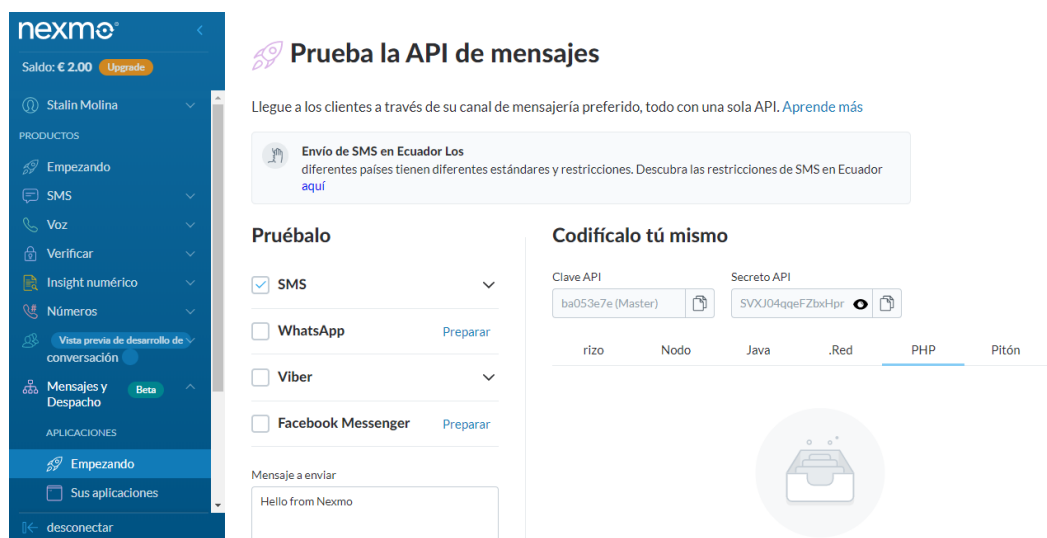 nexmo
Saldo: € 2.00 Upgrade
Stalin Molina
PRODUCTOS
Empezando
SMS
Voz
Verificar
Insight numérico
Números
Vista previa de desarrollo de
conversación
Mensajes y Beta
Despacho
APLICACIONES
Empezando
Sus aplicaciones
desconectar
Prueba la API de mensajes
Llegue a los clientes a través de su canal de mensajería preferido, todo con una sola API. Aprende más
Envío de SMS en Ecuador Los
diferentes países tienen diferentes estándares y restricciones. Descubra las restricciones de SMS en Ecuador
aquí
Pruébalo
SMS
WhatsApp Preparar
Viber
Facebook Messenger Preparar
Mensaje a enviar
Hello from Nexmo
Codifícalo tú mismo
Clave API Secreto API
ba053e7e (Master) SVXJ04qqeFZbxHpr
rizo Nodo Java .Red PHP Pitón